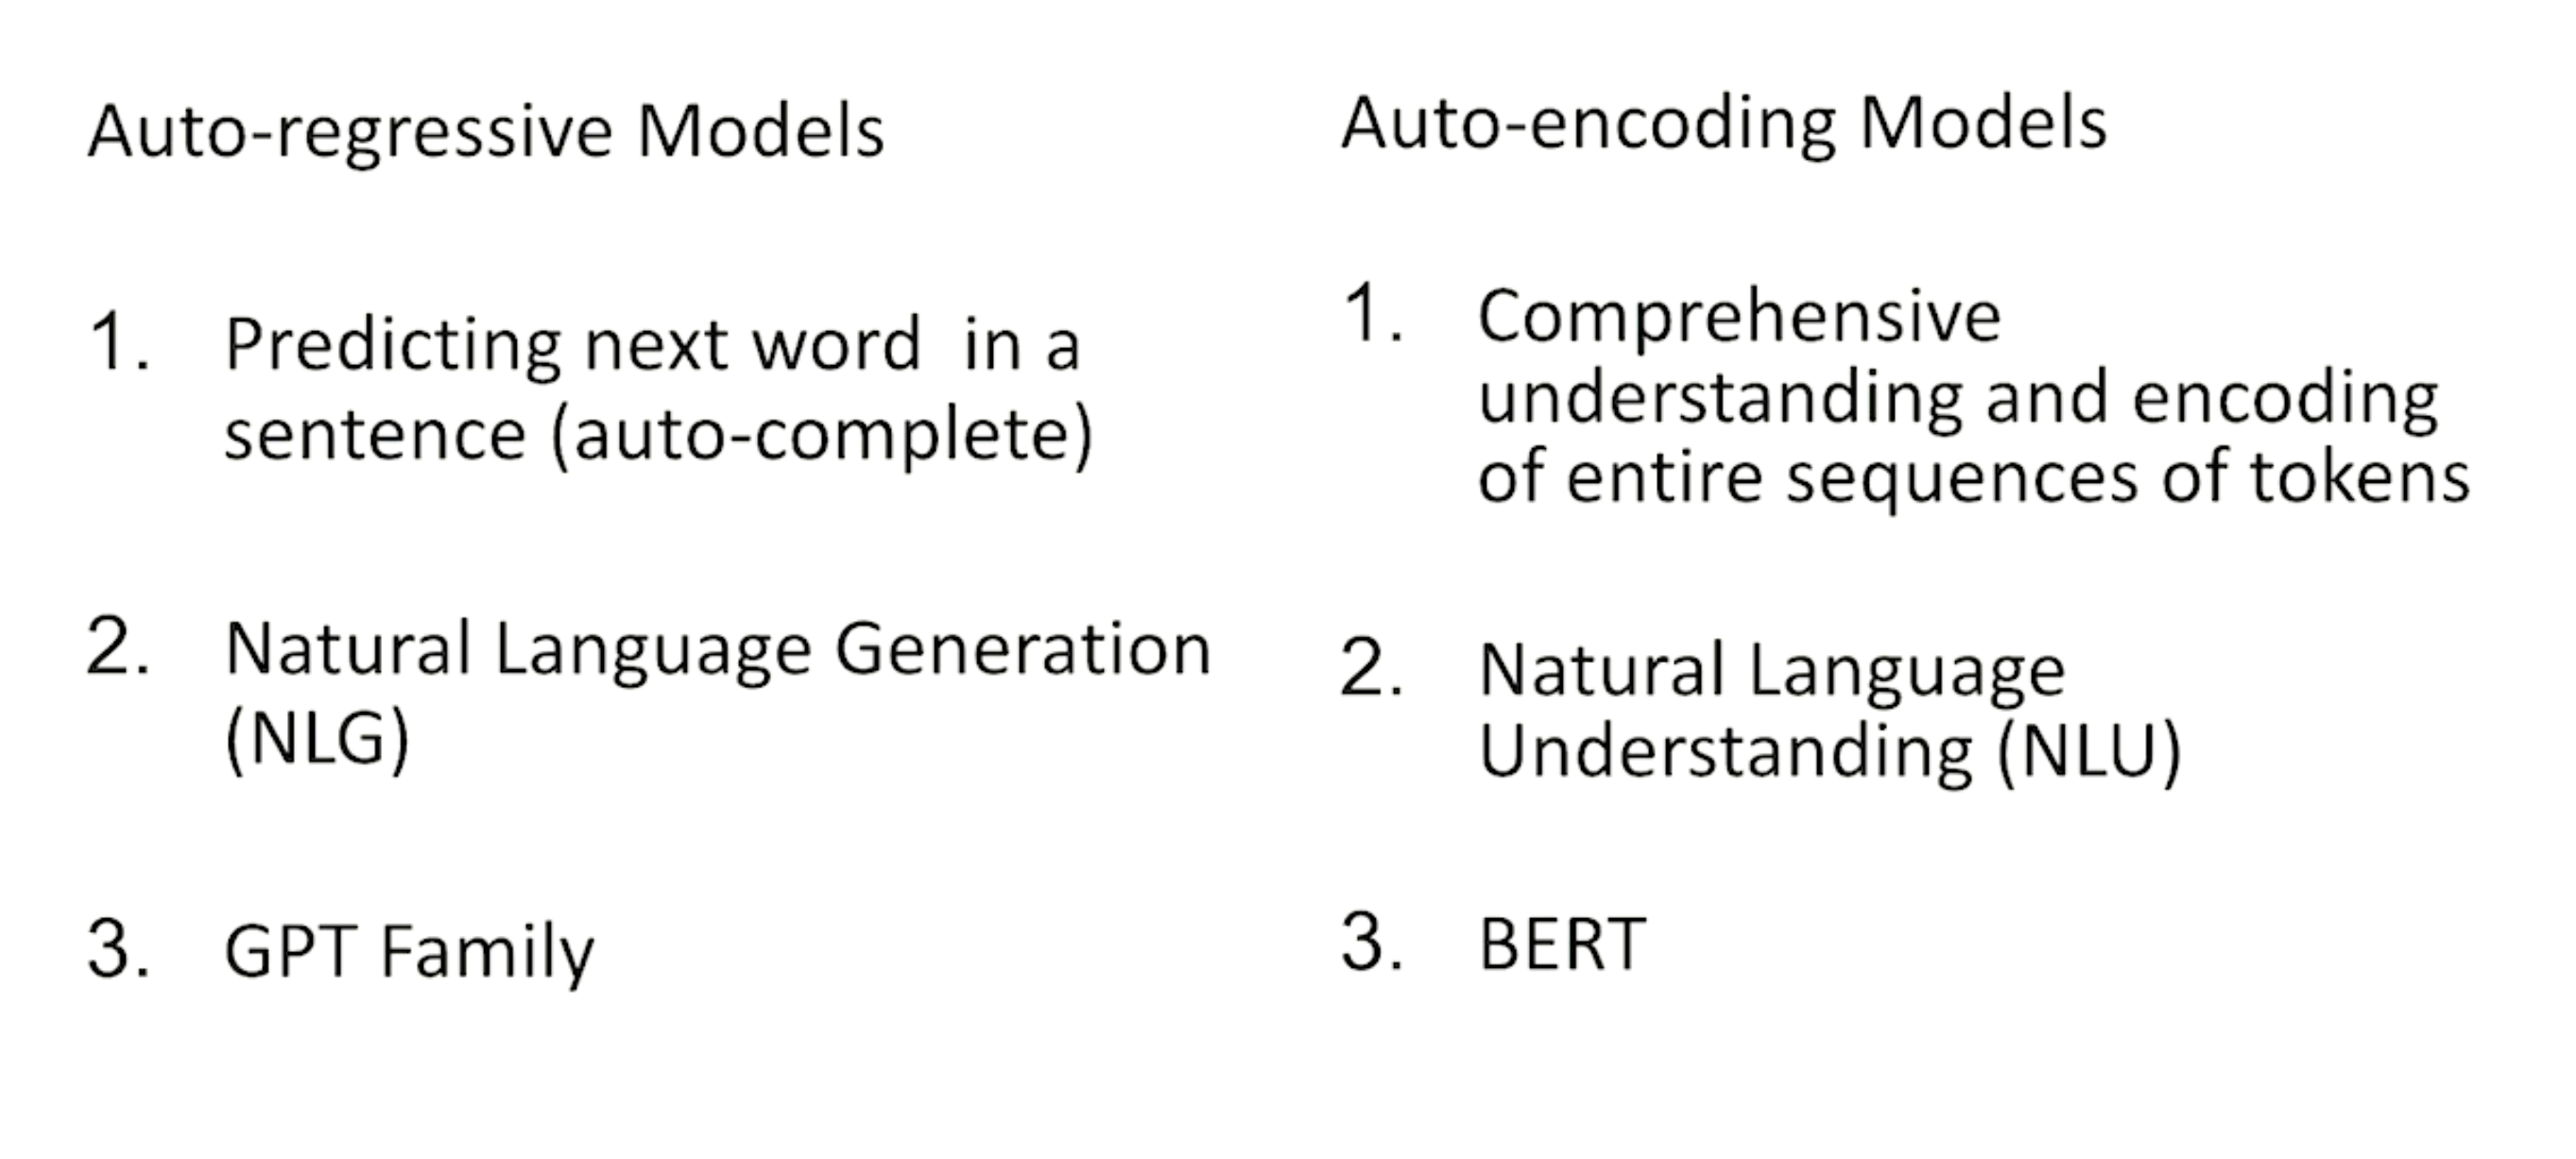 Auto-regressive Models
1. Predicting next word  in a
sentence (auto-complete)
2. Natural Language Generation
(NLG)
3. GPT Family
Auto-encoding Models
1. Comprehensive
understanding and encoding
of entire sequences of tokens
2. Natural Language
Understanding (NLU)
3. BERT